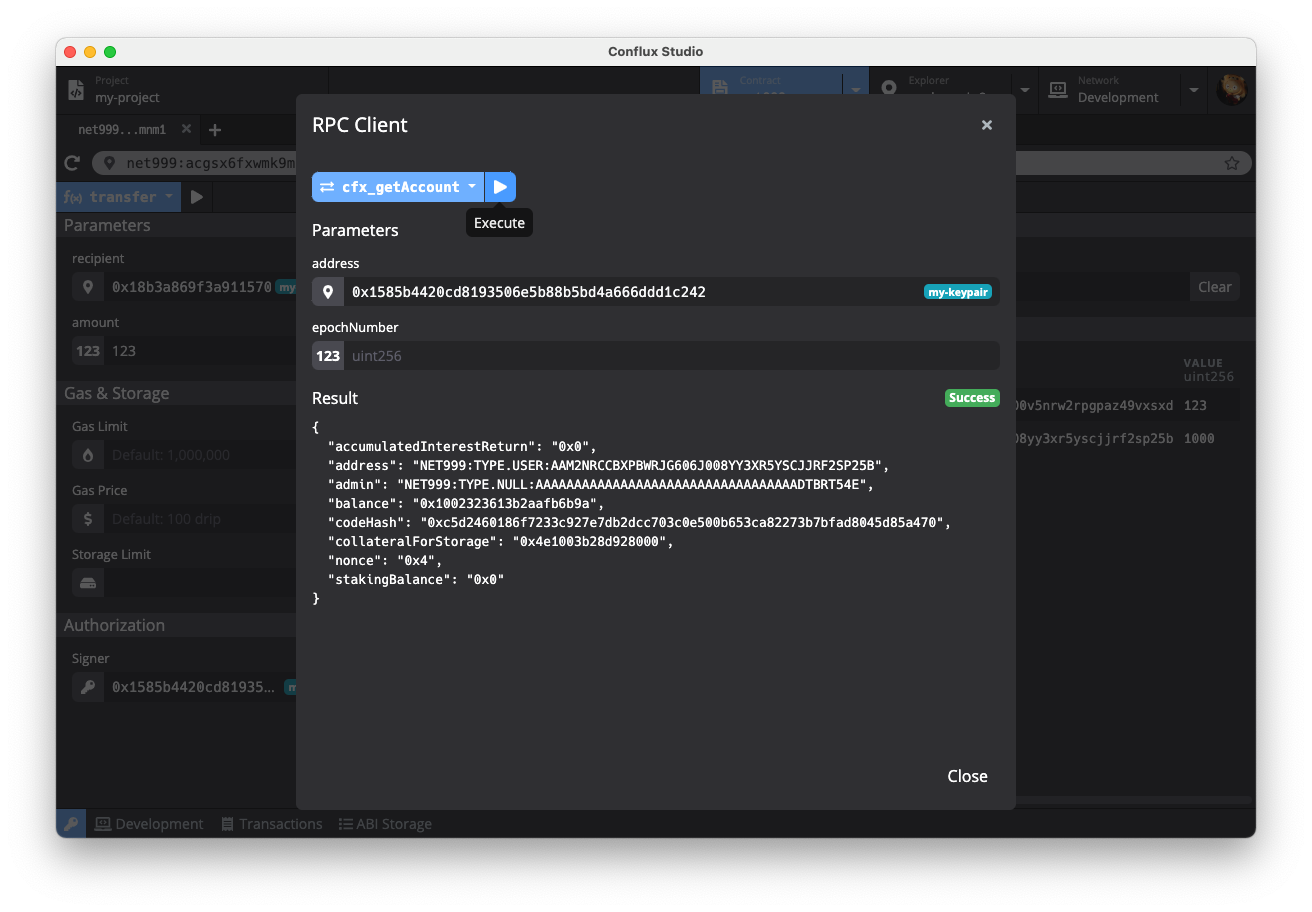 Conflux Studio
Project
my-project
Contract
Explorer
Network
Development
net999...mnm1
net999:acgsx6fxwmk9m
f(x) transfer
Parameters
recipient
0x18b3a869f3a911570 my
amount
123 123
Gas & Storage
Gas Limit
Default: 1,000,000
Gas Price
Default: 100 drip
Storage Limit
Authorization
Signer
0x1585b4420cd81935...
RPC Client
cfx_getAccount
Execute
Parameters
address
0x1585b4420cd8193506e5b88b5bd4a666ddd1c242 my-keypair
epochNumber
123 uint256
Result Success
{
"accumulatedInterestReturn": "0x0",
"address": "NET999:TYPE.USER:AAM2NRCCBXPBWRJG606J008YY3XR5YSCJJRF2SP25B",
"admin": "NET999:TYPE.NULL:AAAAAAAAAAAAAAAAAAAAAAAAAAAAAAAAAADTBRT54E",
"balance": "0x1002323613b2aafb6b9a",
"codeHash": "0xc5d2460186f7233c927e7db2dcc703c0e500b653ca82273b7bfad8045d85a470",
"collateralForStorage": "0x4e1003b28d928000",
"nonce": "0x4",
"stakingBalance": "0x0"
}
Close
Clear
VALUE
uint256
00v5nrw2rpgpaz49vxsxd 123
08yy3xr5yscjjrf2sp25b 1000
Development
Transactions
ABI Storage